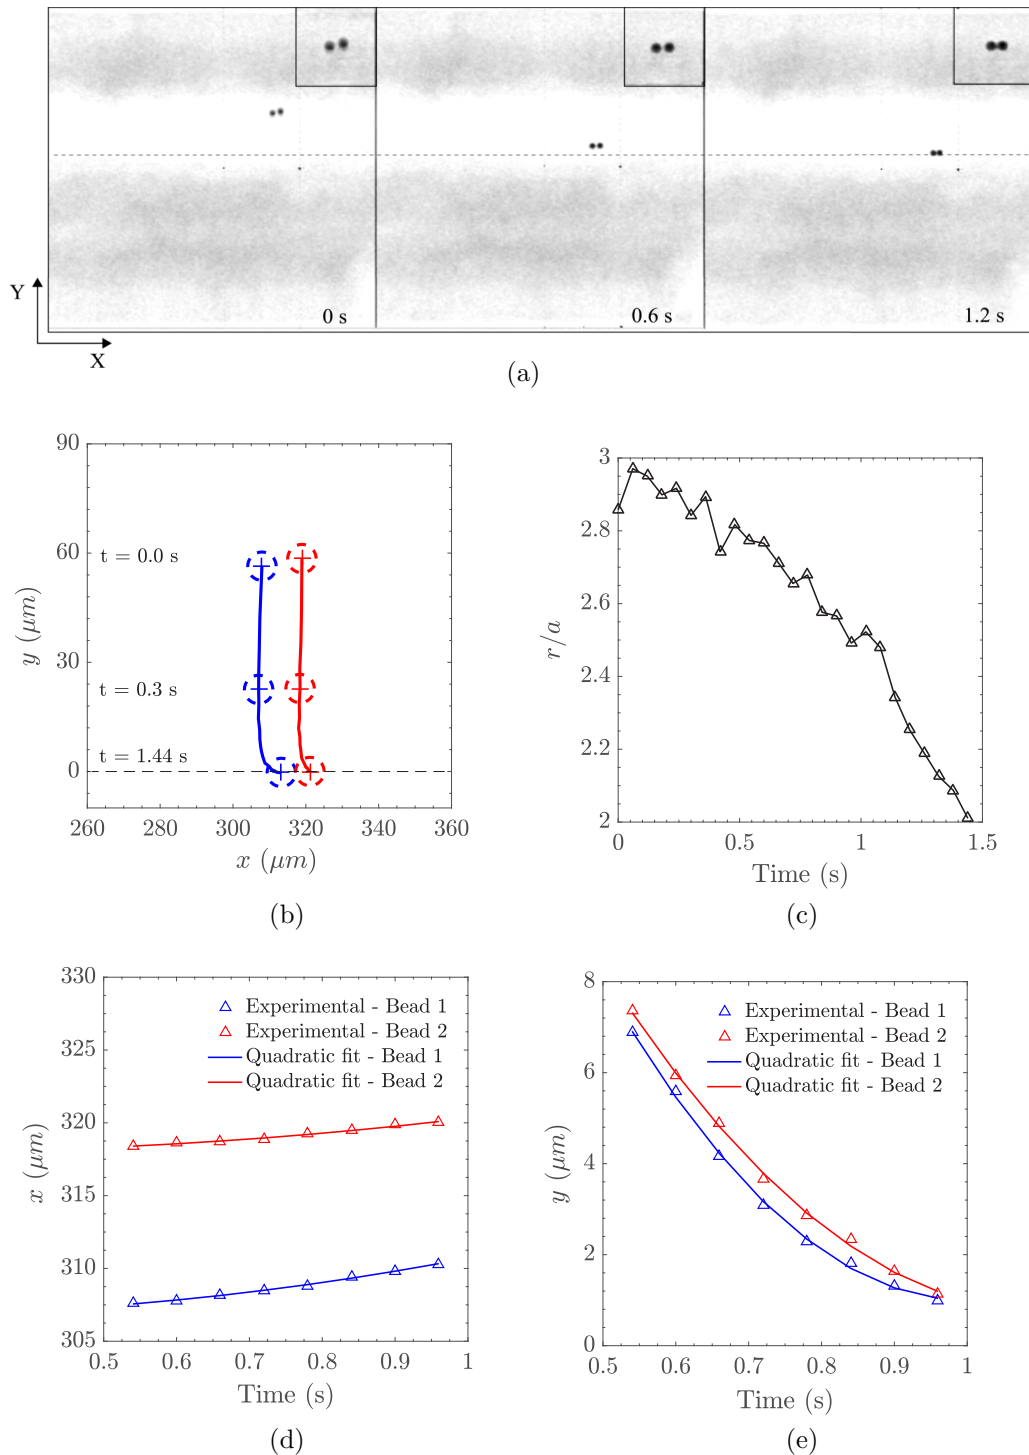 0 s
0.6 s
1.2 s
Y
X
(a)
90
60
30
0
t = 0.0 s
t = 0.3 s
t = 1.44 s
y (μm)
260 280 300 320 340 360
x (μm)
(b)
3
2.8
2.6
2.4
2.2
2
r/a
0 0.5 1 1.5
Time (s)
(c)
330
325
320
315
310
305
x (μm)
Experimental - Bead 1
Experimental - Bead 2
Quadratic fit - Bead 1
Quadratic fit - Bead 2
0.5 0.6 0.7 0.8 0.9 1
Time (s)
(d)
8
6
4
2
0
y (μm)
Experimental - Bead 1
Experimental - Bead 2
Quadratic fit - Bead 1
Quadratic fit - Bead 2
0.5 0.6 0.7 0.8 0.9 1
Time (s)
(e)